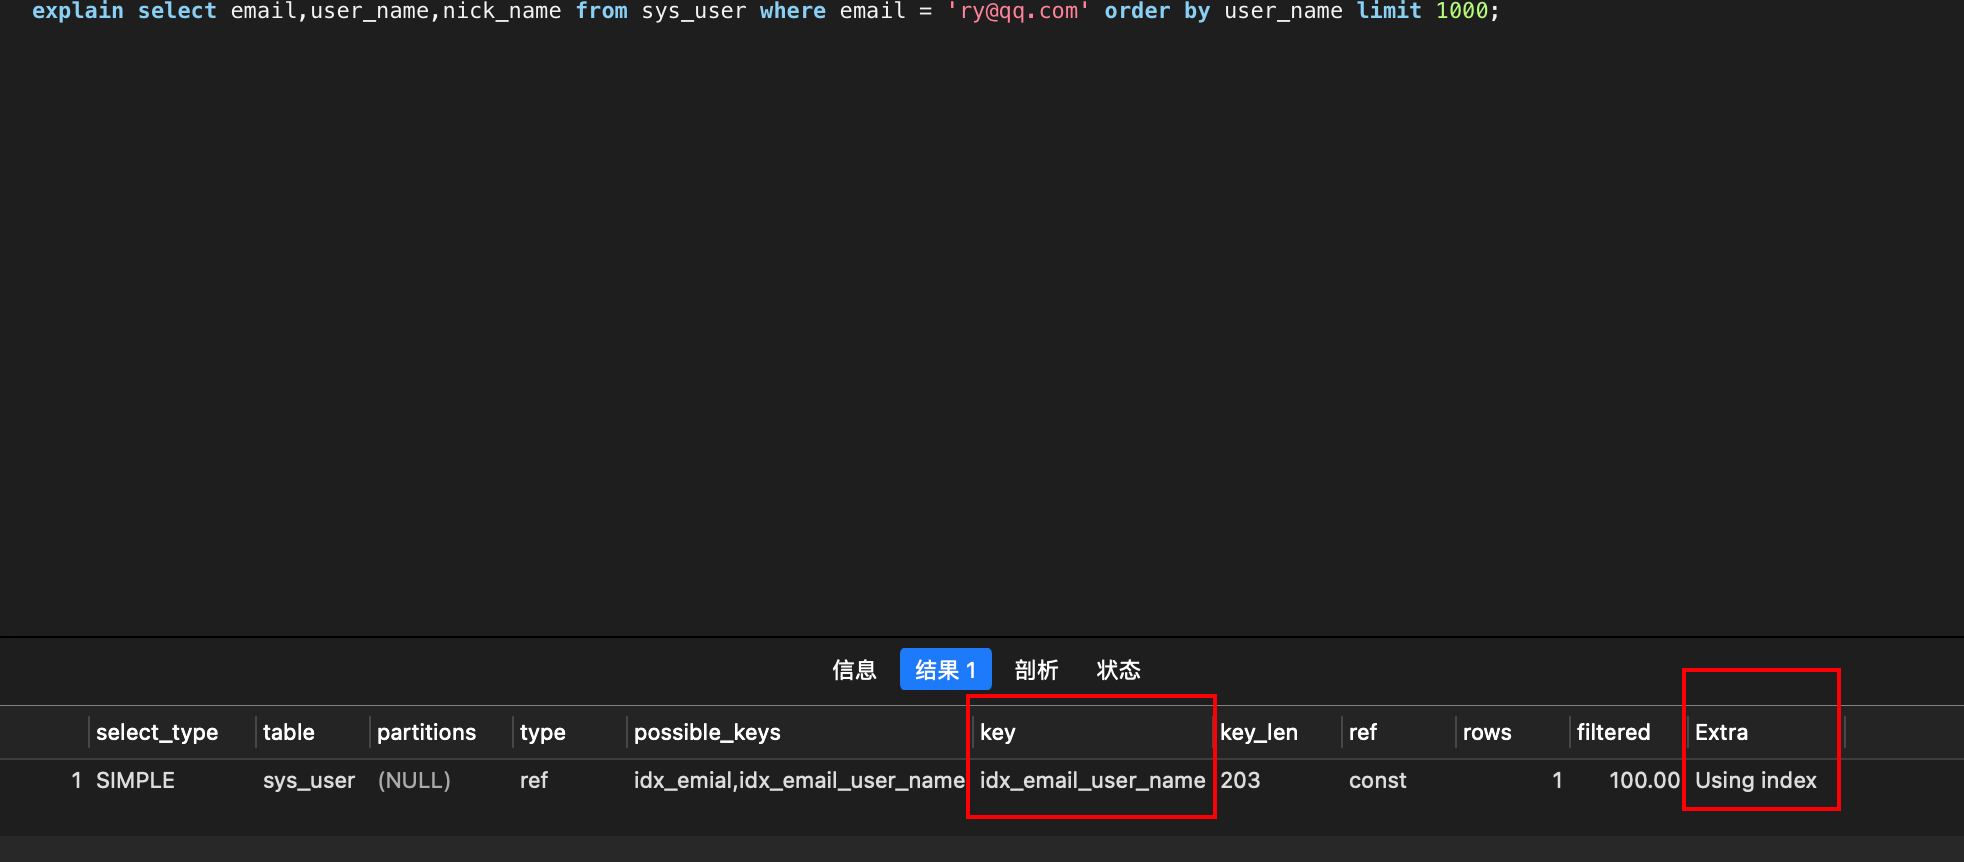 explain select email,user_name,nick_name from sys_user where email = 'ry@qq.com' order by user_name limit 1000;
信息 结果 1 剖析 状态
select_type table partitions type possible_keys key key_len ref rows filtered Extra
1 SIMPLE sys_user (NULL) ref idx_emial,idx_email_user_name idx_email_user_name 203 const 1 100.00 Using index